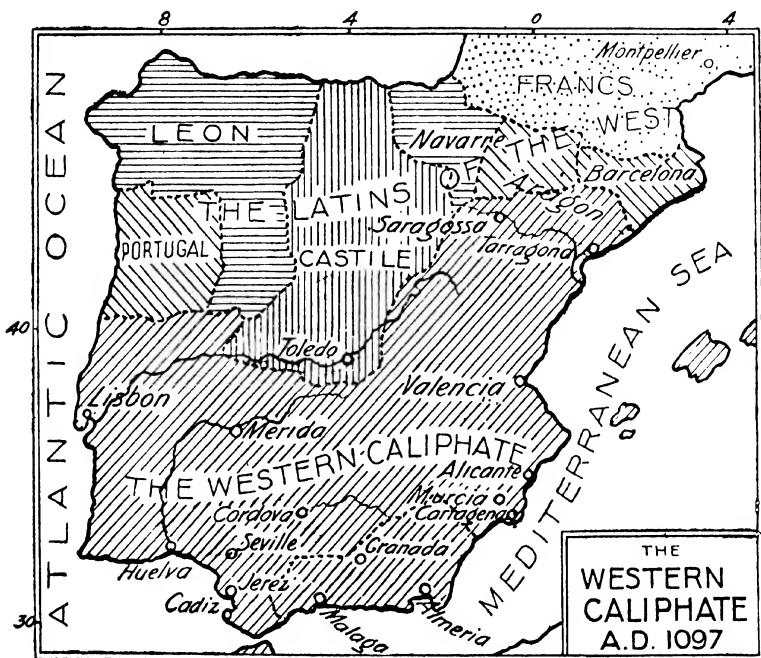 8 4 0 4
Montpellier
FRANCS
WEST
LEON
Navarre
OF THE
Barcelona
Aragon
THE LATINS
Saragossa
PORTUGAL
CASTILE
Tarragona
ATLANTIC OCEAN
MEDITERRANEAN SEA
40
Toledo
Valencia
Lisbon
Merida
THE WESTERN CALIPHATE
Alicante
Murcia
Cordova
Cartagena
Seville
Granada
Huelva
Jerez
Cadiz
Malaga
Almeria
30
THE
WESTERN
CALIPHATE
A.D. 1097